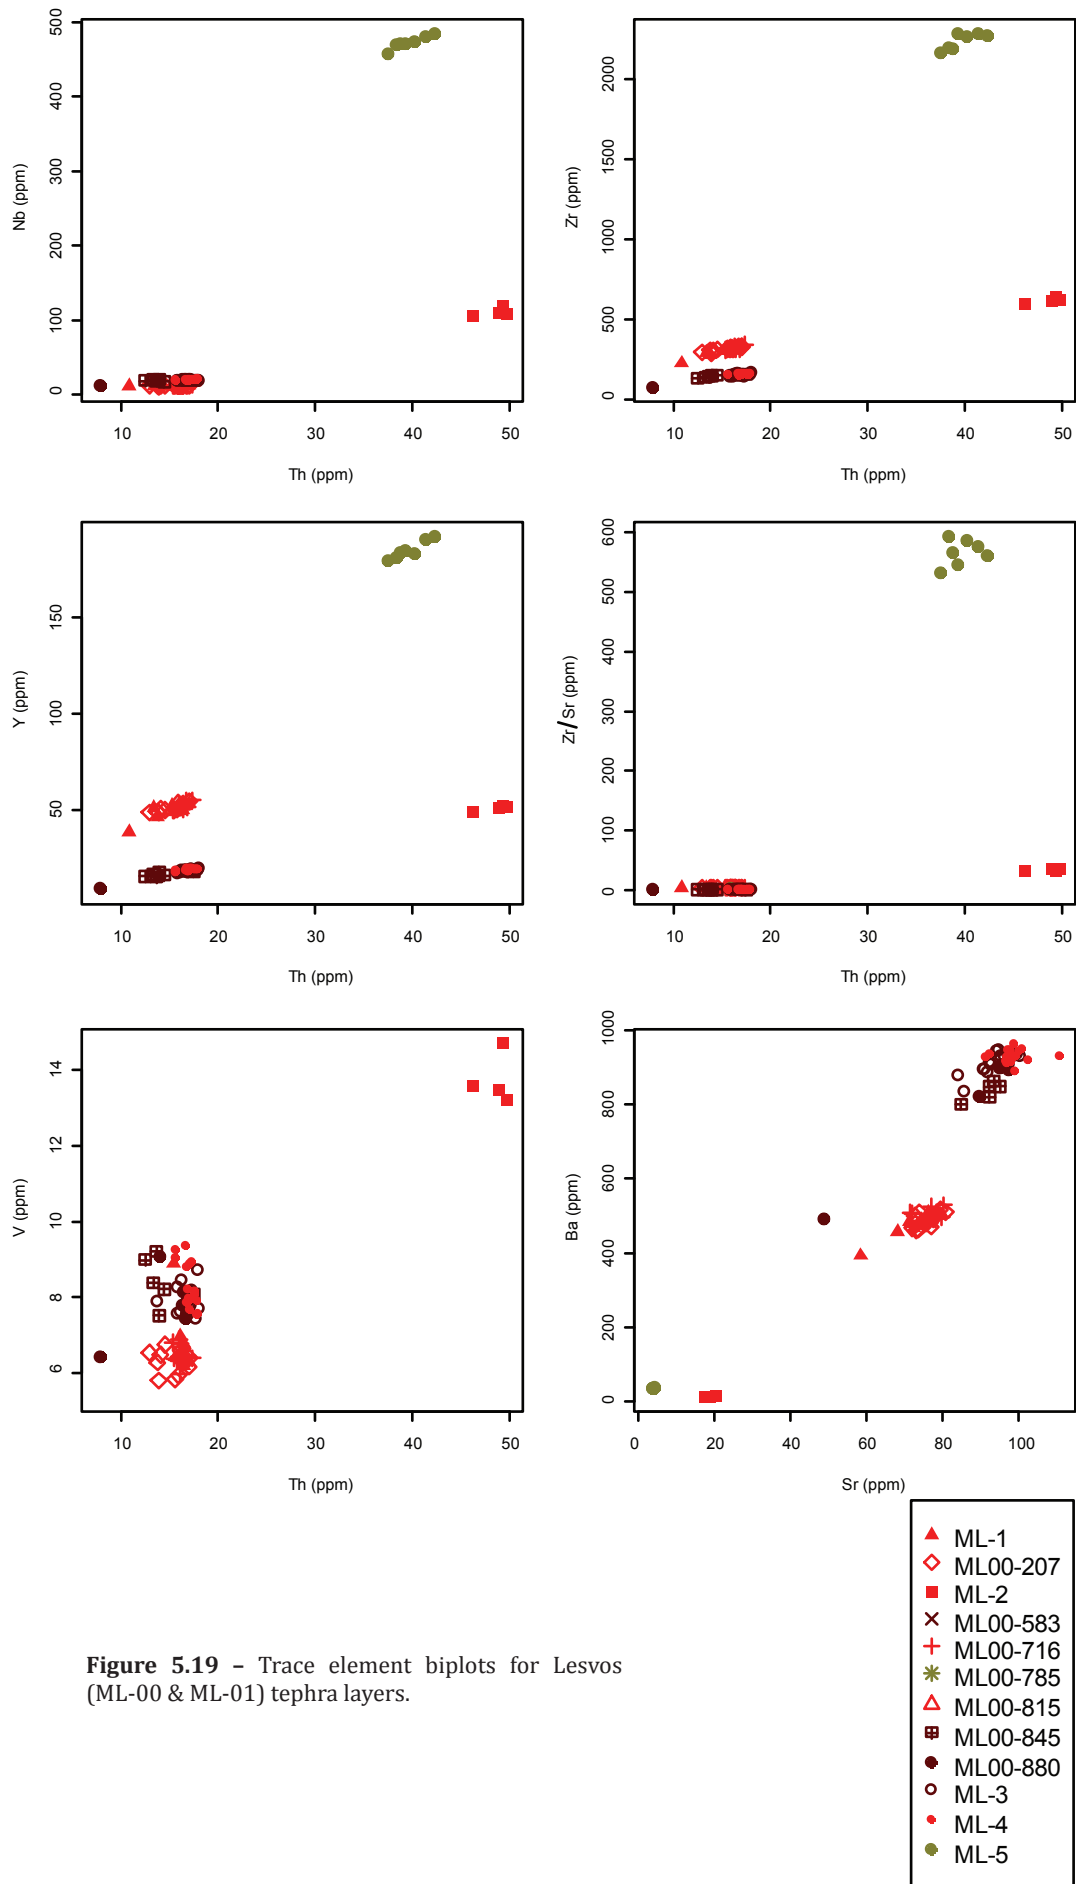 Nb (ppm)
0 100 200 300 400 500
10 20 30 40 50
Th (ppm)
Zr (ppm)
0 500 1000 1500 2000
10 20 30 40 50
Th (ppm)
Y (ppm)
50 100 150
10 20 30 40 50
Th (ppm)
Zr/Sr (ppm)
0 100 200 300 400 500 600
10 20 30 40 50
Th (ppm)
V (ppm)
6 8 10 12 14
10 20 30 40 50
Th (ppm)
Ba (ppm)
0 200 400 600 800 1000
0 20 40 60 80 100
Sr (ppm)
ML-1
ML00-207
ML-2
ML00-583
ML00-716
ML00-785
ML00-815
ML00-845
ML00-880
ML-3
ML-4
ML-5
Figure 5.19 – Trace element biplots for Lesvos
(ML-00 & ML-01) tephra layers.